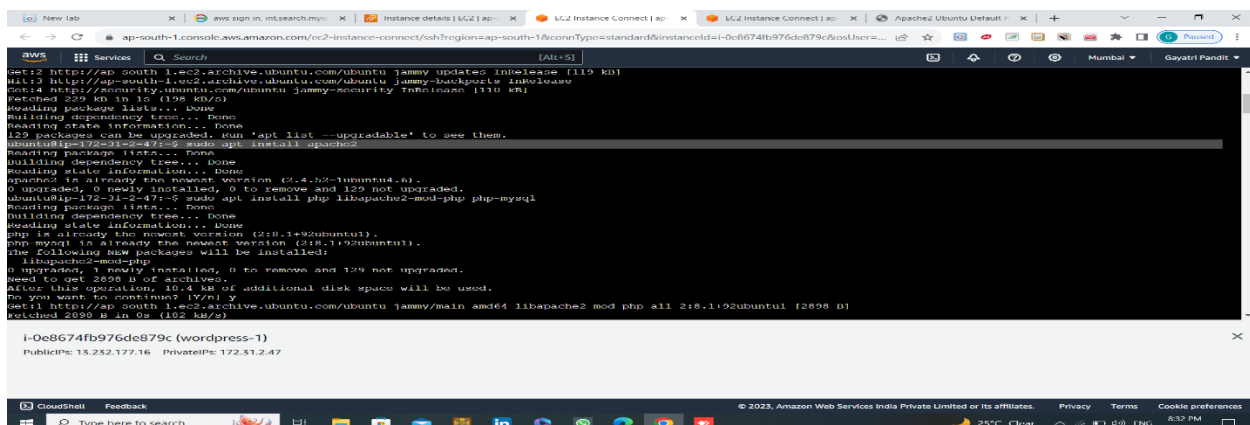 New Tab
aws sign in, int.search.myw
Instance details | EC2 | ap-s
EC2 Instance Connect | ap-
EC2 Instance Connect | ap-
Apache2 Ubuntu Default P
ap-south-1.console.aws.amazon.com/ec2-instance-connect/ssh?region=ap-south-1&connType=standard&instanceId=i-0e8674fb976de879c&osUser=...
G Paused
aws Services Search [Alt+S] Mumbai Gayatri Pandit
Get:2 http://ap-south-1.ec2.archive.ubuntu.com/ubuntu jammy-updates InRelease [119 kB]
Hit:3 http://ap-south-1.ec2.archive.ubuntu.com/ubuntu jammy-backports InRelease
Get:4 http://security.ubuntu.com/ubuntu jammy-security InRelease [110 kB]
Fetched 229 kB in 1s (198 kB/s)
Reading package lists... Done
Building dependency tree... Done
Reading state information... Done
129 packages can be upgraded. Run 'apt list --upgradable' to see them.
ubuntu@ip-172-31-2-47:~$ sudo apt install apache2
Reading package lists... Done
Building dependency tree... Done
Reading state information... Done
apache2 is already the newest version (2.4.52-1ubuntu4.6).
0 upgraded, 0 newly installed, 0 to remove and 129 not upgraded.
ubuntu@ip-172-31-2-47:~$ sudo apt install php libapache2-mod-php php-mysql
Reading package lists... Done
Building dependency tree... Done
Reading state information... Done
php is already the newest version (2:8.1+92ubuntu1).
php-mysql is already the newest version (2:8.1+92ubuntu1).
The following NEW packages will be installed:
libapache2-mod-php
0 upgraded, 1 newly installed, 0 to remove and 129 not upgraded.
Need to get 2898 B of archives.
After this operation, 18.4 kB of additional disk space will be used.
Do you want to continue? [Y/n] y
Get:1 http://ap-south-1.ec2.archive.ubuntu.com/ubuntu jammy/main amd64 libapache2-mod-php all 2:8.1+92ubuntu1 [2898 B]
Fetched 2898 B in 0s (182 kB/s)
i-0e8674fb976de879c (wordpress-1)
PublicIPs: 13.232.177.16 PrivateIPs: 172.31.2.47
CloudShell Feedback © 2023, Amazon Web Services India Private Limited or its affiliates. Privacy Terms Cookie preferences
Type here to search 25°C Clear ENG 8:32 PM